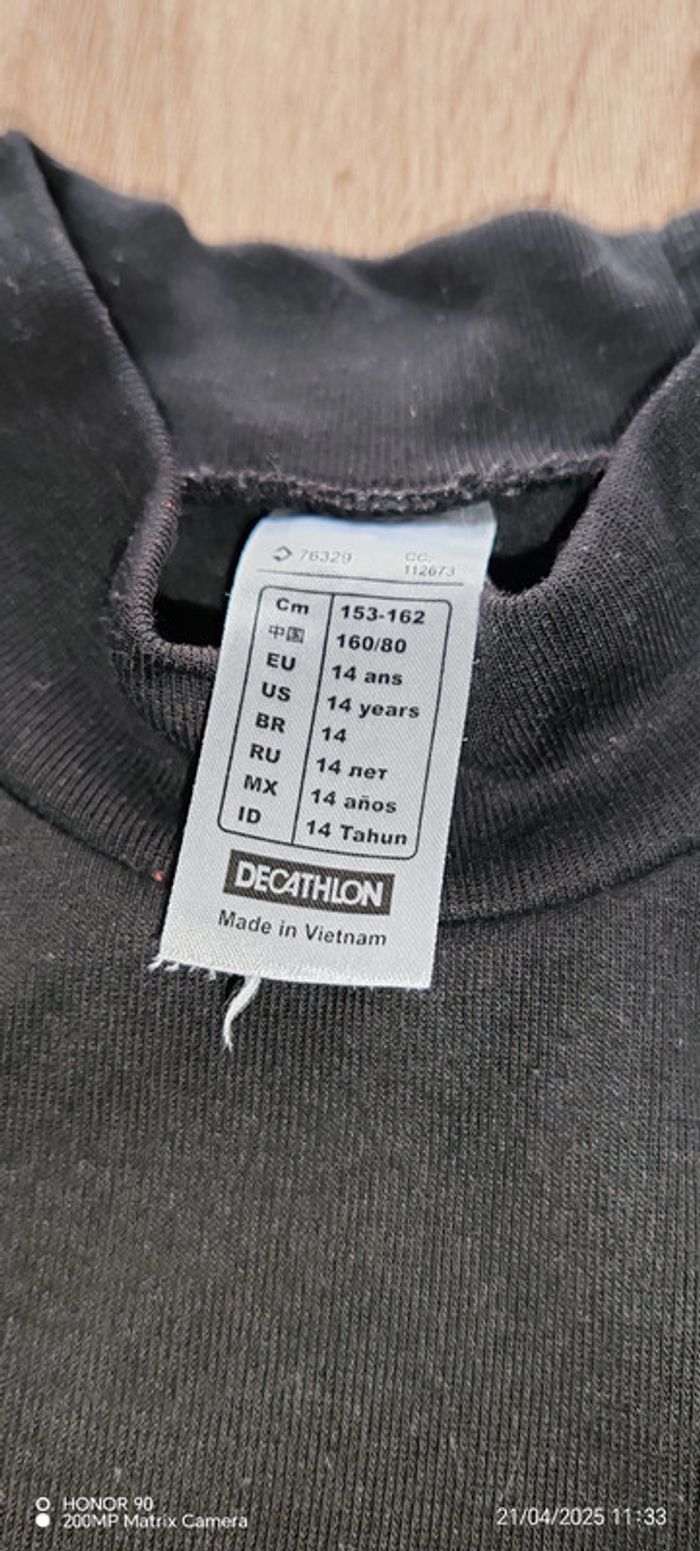 76329 CC:
112673
Cm 153-162
中国 160/80
EU 14 ans
US 14 years
BR 14
RU 14 лет
MX 14 años
ID 14 Tahun
DECATHLON
Made in Vietnam
HONOR 90
200MP Matrix Camera
21/04/2025 11:33